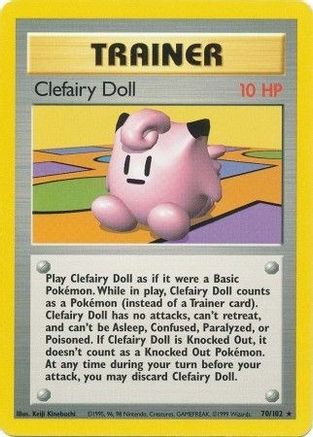 TRAINER
Clefairy Doll 10 HP
Play Clefairy Doll as if it were a Basic
Pokémon. While in play, Clefairy Doll counts
as a Pokémon (instead of a Trainer card).
Clefairy Doll has no attacks, can't retreat,
and can't be Asleep, Confused, Paralyzed, or
Poisoned. If Clefairy Doll is Knocked Out, it
doesn't count as a Knocked Out Pokémon.
At any time during your turn before your
attack, you may discard Clefairy Doll.
Illus. Keiji Kinebuchi ©1995, 96, 98 Nintendo, Creatures, GAMEFREAK. ©1999 Wizards. 70/102 ★